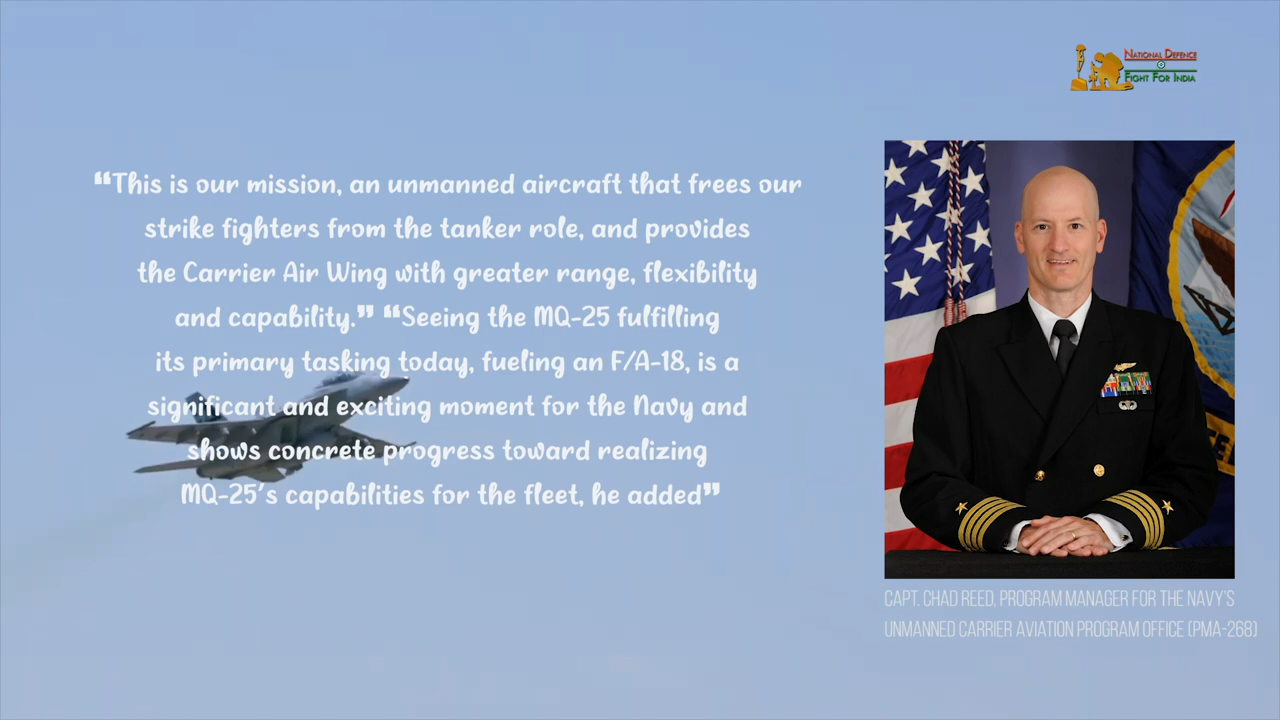 National Defence
Fight For India
❝This is our mission, an unmanned aircraft that frees our
strike fighters from the tanker role, and provides
the Carrier Air Wing with greater range, flexibility
and capability.❞ ❝Seeing the MQ-25 fulfilling
its primary tasking today, fueling an F/A-18, is a
significant and exciting moment for the Navy and
shows concrete progress toward realizing
MQ-25's capabilities for the fleet, he added❞
CAPT. CHAD REED, PROGRAM MANAGER FOR THE NAVY'S
UNMANNED CARRIER AVIATION PROGRAM OFFICE (PMA-268)